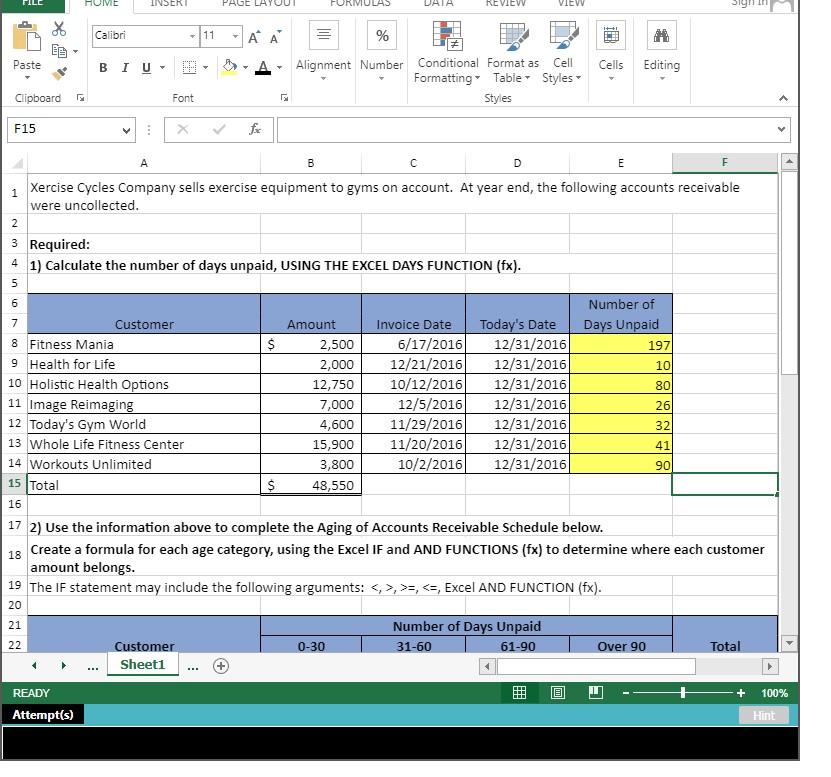 FILE HOME INSERT PAGE LAYOUT FORMULAS DATA REVIEW VIEW Sign In
Calibri 11 A A %
Paste B I U A Alignment Number Conditional Formatting Format as Table Cell Styles Cells Editing
Clipboard Font Styles
F15 fx
A B C D E F
1 Xercise Cycles Company sells exercise equipment to gyms on account. At year end, the following accounts receivable
were uncollected.
2
3 Required:
4 1) Calculate the number of days unpaid, USING THE EXCEL DAYS FUNCTION (fx).
5
6 Number of
7 Customer Amount Invoice Date Today's Date Days Unpaid
8 Fitness Mania $ 2,500 6/17/2016 12/31/2016 197
9 Health for Life 2,000 12/21/2016 12/31/2016 10
10 Holistic Health Options 12,750 10/12/2016 12/31/2016 80
11 Image Reimaging 7,000 12/5/2016 12/31/2016 26
12 Today's Gym World 4,600 11/29/2016 12/31/2016 32
13 Whole Life Fitness Center 15,900 11/20/2016 12/31/2016 41
14 Workouts Unlimited 3,800 10/2/2016 12/31/2016 90
15 Total $ 48,550
16
17 2) Use the information above to complete the Aging of Accounts Receivable Schedule below.
18 Create a formula for each age category, using the Excel IF and AND FUNCTIONS (fx) to determine where each customer
amount belongs.
19 The IF statement may include the following arguments: <, >, >=, <=, Excel AND FUNCTION (fx).
20
21 Number of Days Unpaid
22 Customer 0-30 31-60 61-90 Over 90 Total
... Sheet1 ...
READY 100%
Attempt(s) Hint